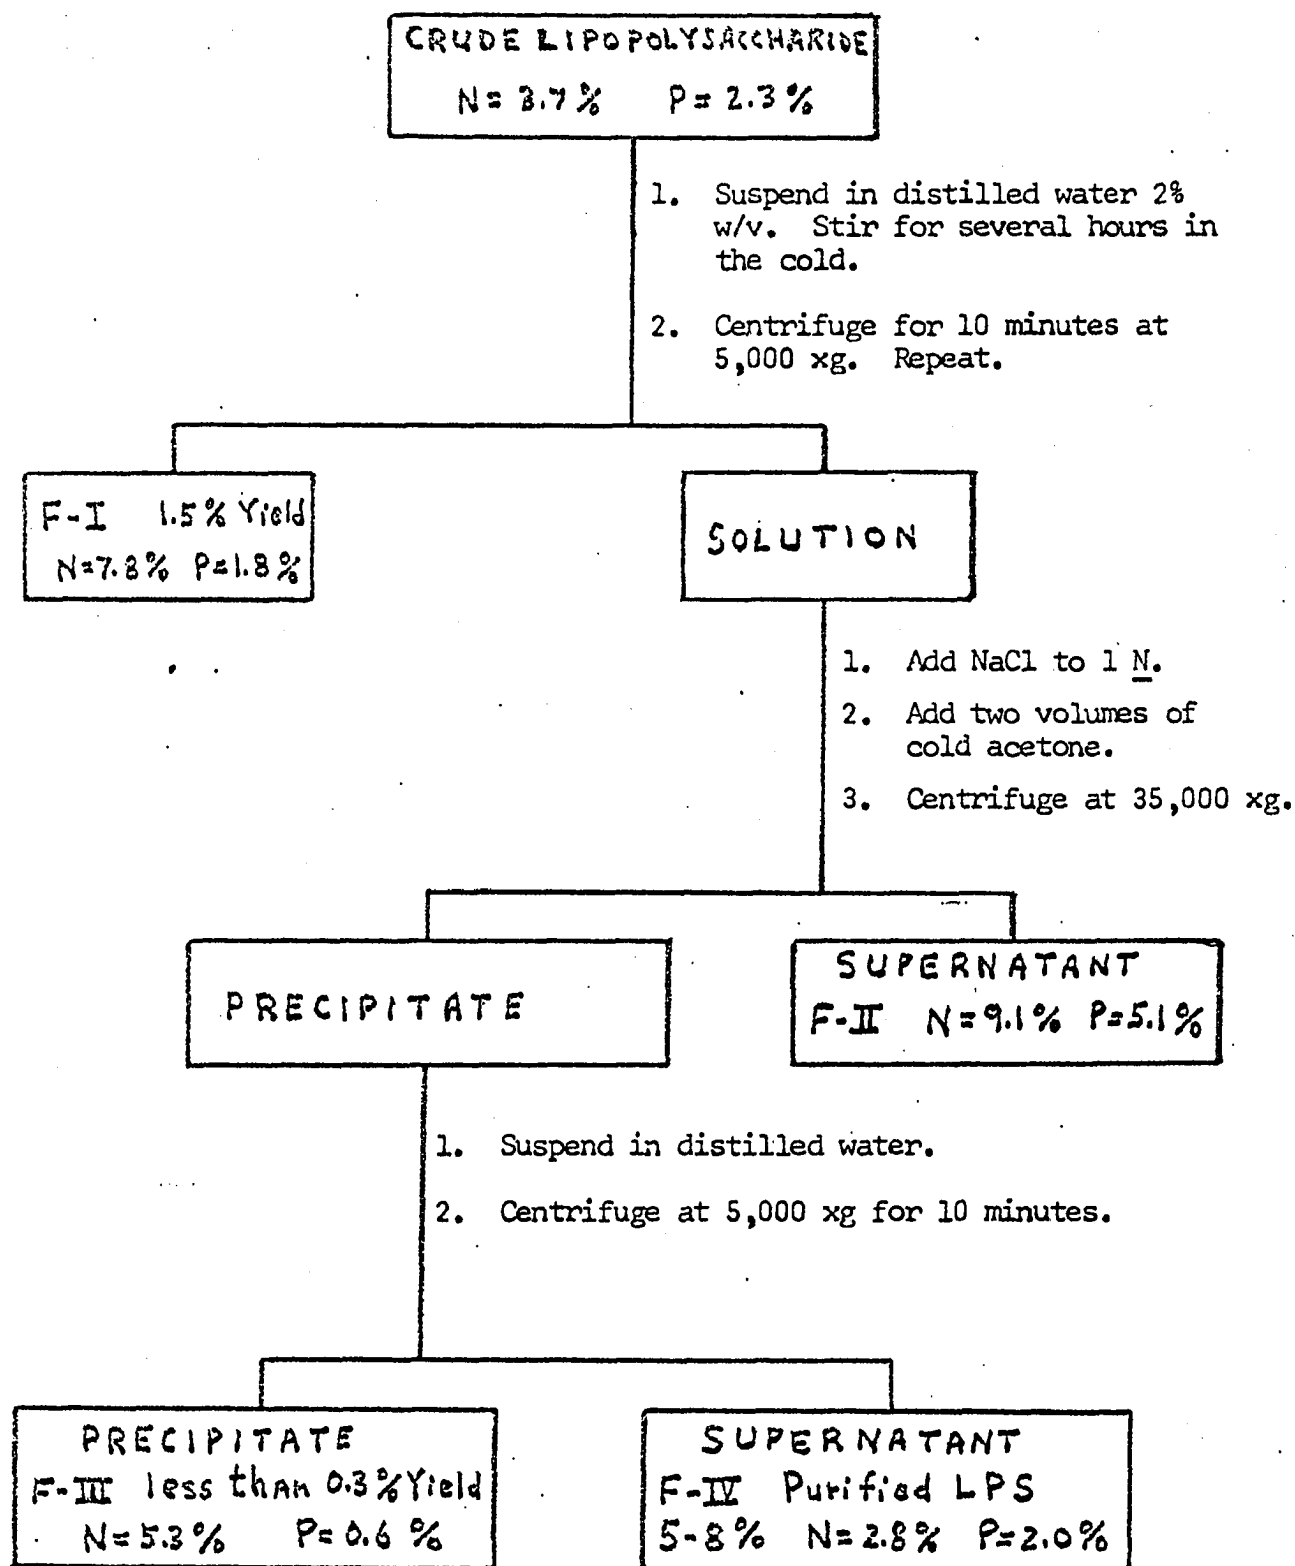 CRUDE LIPOPOLYSACCHARIDE
N= 3.7% P= 2.3%
1. Suspend in distilled water 2%
w/v. Stir for several hours in
the cold.
2. Centrifuge for 10 minutes at
5,000 xg. Repeat.
F-I 1.5% Yield
N=7.8% P=1.8%
SOLUTION
1. Add NaCl to 1 N.
2. Add two volumes of
cold acetone.
3. Centrifuge at 35,000 xg.
PRECIPITATE
SUPERNATANT
F-II N=9.1% P=5.1%
1. Suspend in distilled water.
2. Centrifuge at 5,000 xg for 10 minutes.
PRECIPITATE
F-III less than 0.3% Yield
N=5.3% P=0.6%
SUPERNATANT
F-IV Purified LPS
5-8% N=2.8% P=2.0%